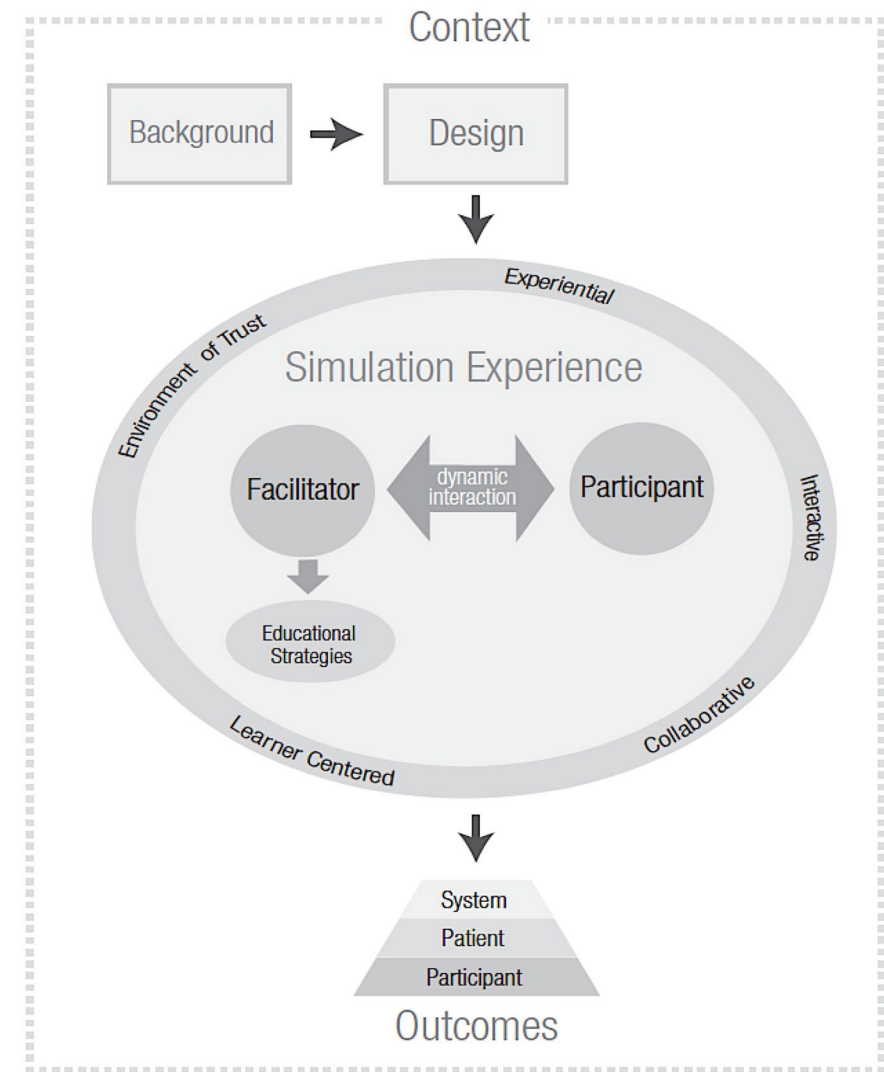 Context
Background
Design
Experiential
Environment of Trust
Simulation Experience
Facilitator
dynamic
interaction
Participant
Interactive
Educational
Strategies
Learner Centered
Collaborative
System
Patient
Participant
Outcomes